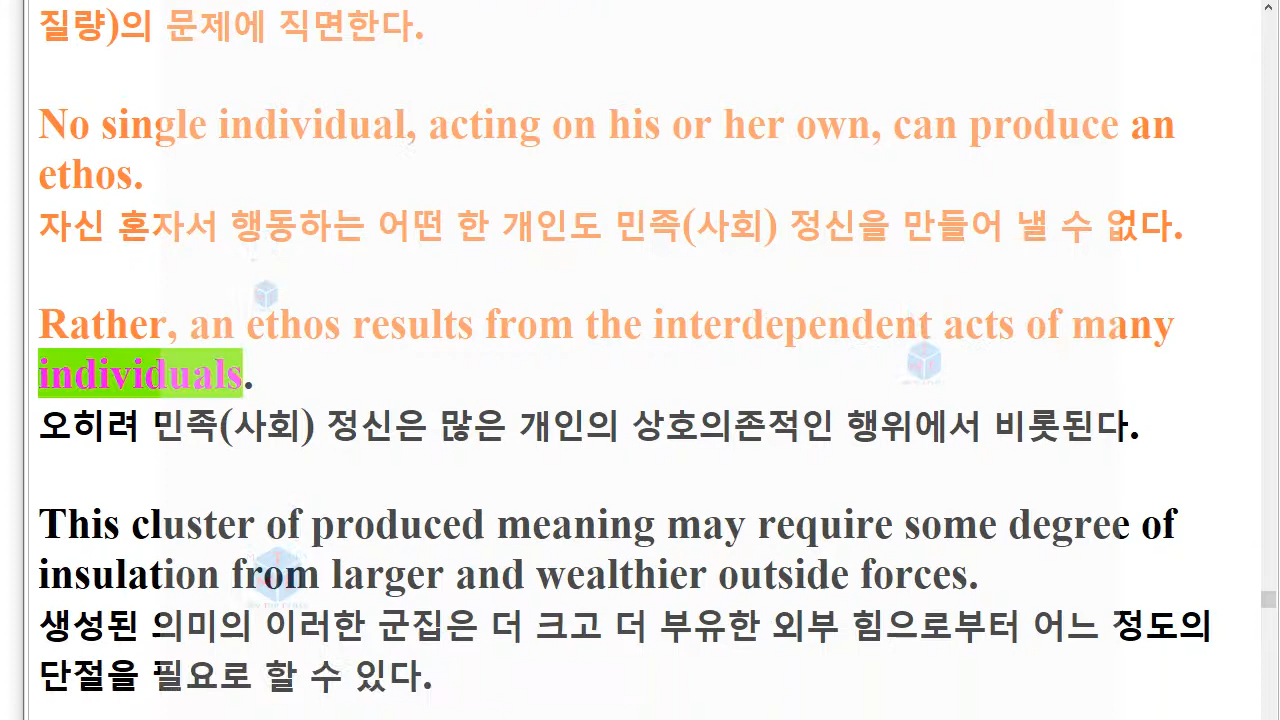 질량)의 문제에 직면한다.
No single individual, acting on his or her own, can produce an
ethos.
자신 혼자서 행동하는 어떤 한 개인도 민족(사회) 정신을 만들어 낼 수 없다.
Rather, an ethos results from the interdependent acts of many
individuals.
오히려 민족(사회) 정신은 많은 개인의 상호의존적인 행위에서 비롯된다.
This cluster of produced meaning may require some degree of
insulation from larger and wealthier outside forces.
생성된 의미의 이러한 군집은 더 크고 더 부유한 외부 힘으로부터 어느 정도의
단절을 필요로 할 수 있다.